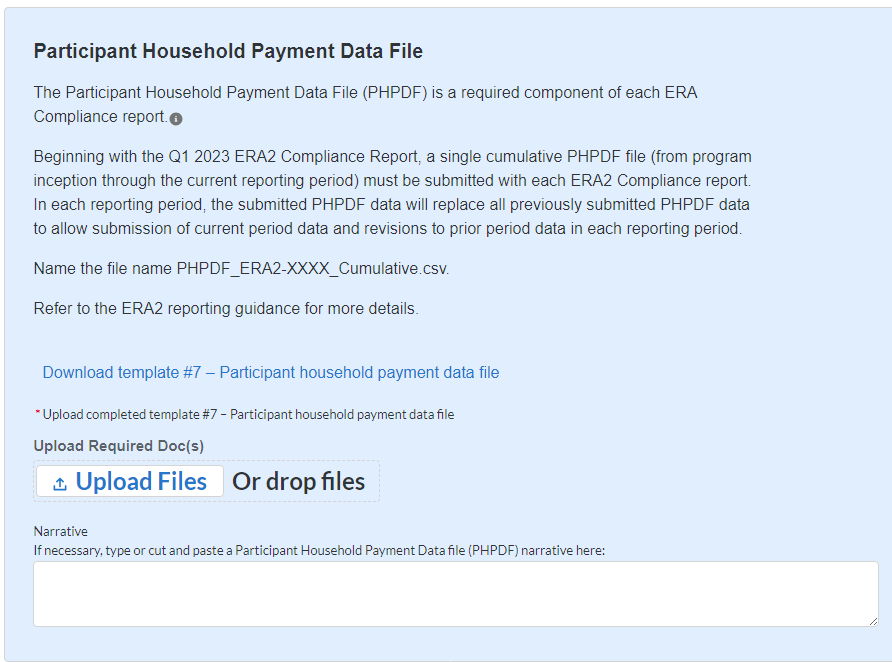 Participant Household Payment Data File
The Participant Household Payment Data File (PHPDF) is a required component of each ERA
Compliance report.
Beginning with the Q1 2023 ERA2 Compliance Report, a single cumulative PHPDF file (from program
inception through the current reporting period) must be submitted with each ERA2 Compliance report.
In each reporting period, the submitted PHPDF data will replace all previously submitted PHPDF data
to allow submission of current period data and revisions to prior period data in each reporting period.
Name the file name PHPDF_ERA2-XXXX_Cumulative.csv.
Refer to the ERA2 reporting guidance for more details.
Download template #7 – Participant household payment data file
*Upload completed template #7 – Participant household payment data file
Upload Required Doc(s)
Upload Files Or drop files
Narrative
If necessary, type or cut and paste a Participant Household Payment Data file (PHPDF) narrative here: